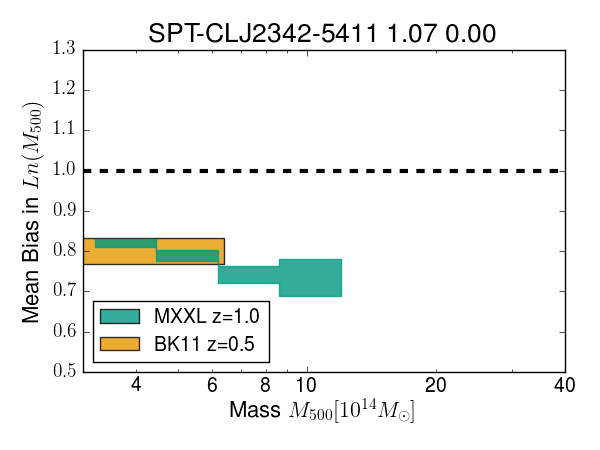 SPT-CLJ2342-5411 1.07 0.00
1.3
1.2
1.1
1.0
0.9
0.8
0.7
0.6
0.5
Mean Bias in Ln(M500)
MXXL z=1.0
BK11 z=0.5
4 6 8 10 20 40
Mass M500[10^14 M⊙]